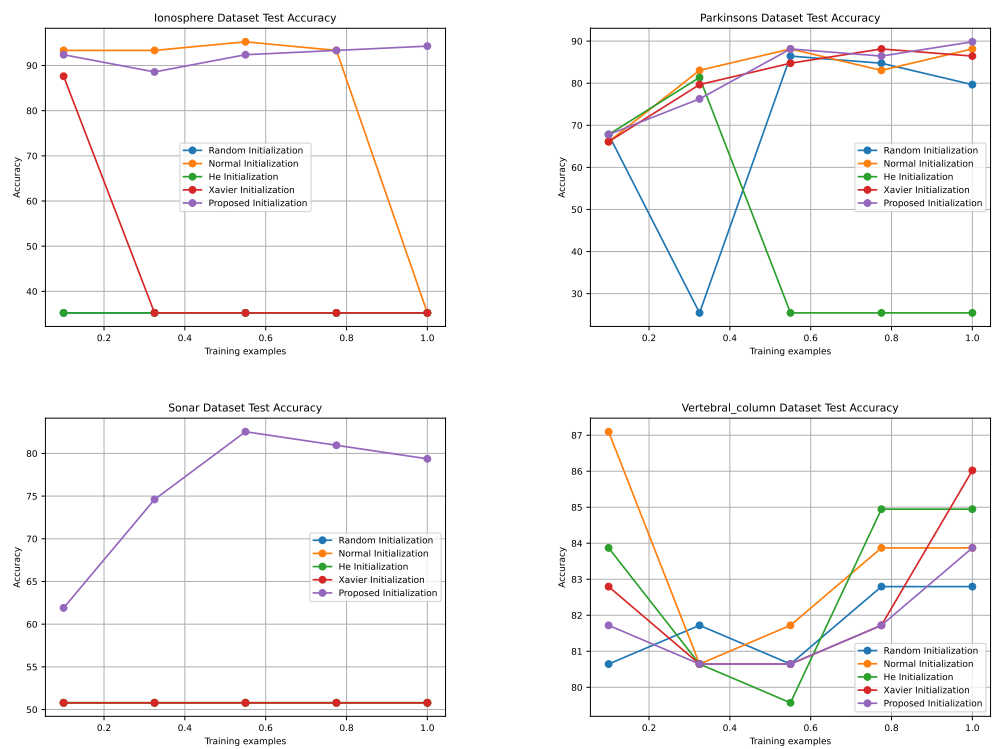 Ionosphere Dataset Test Accuracy
90
80
70
60
50
40
Accuracy
0.2 0.4 0.6 0.8 1.0
Training examples
Random Initialization
Normal Initialization
He Initialization
Xavier Initialization
Proposed Initialization
Parkinsons Dataset Test Accuracy
90
80
70
60
50
40
30
Accuracy
0.2 0.4 0.6 0.8 1.0
Training examples
Random Initialization
Normal Initialization
He Initialization
Xavier Initialization
Proposed Initialization
Sonar Dataset Test Accuracy
80
75
70
65
60
55
50
Accuracy
0.2 0.4 0.6 0.8 1.0
Training examples
Random Initialization
Normal Initialization
He Initialization
Xavier Initialization
Proposed Initialization
Vertebral_column Dataset Test Accuracy
87
86
85
84
83
82
81
80
Accuracy
0.2 0.4 0.6 0.8 1.0
Training examples
Random Initialization
Normal Initialization
He Initialization
Xavier Initialization
Proposed Initialization